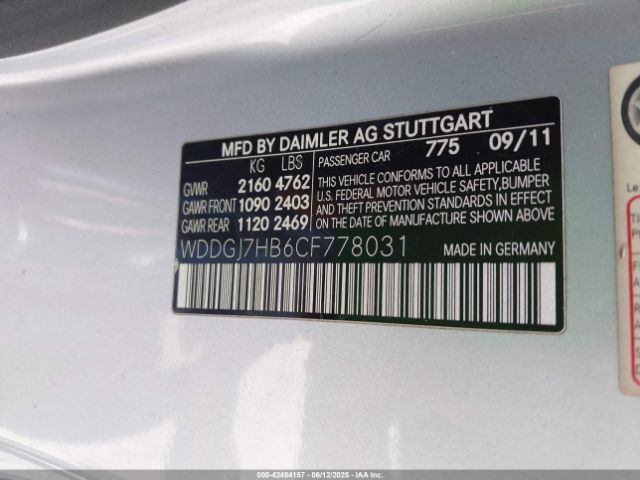 MFD BY DAIMLER AG STUTTGART
KG LBS PASSENGER CAR 775 09/11
GVWR 2160 4762
GAWR FRONT 1090 2403
GAWR REAR 1120 2469
THIS VEHICLE CONFORMS TO ALL APPLICABLE
U.S. FEDERAL MOTOR VEHICLE SAFETY, BUMPER
AND THEFT PREVENTION STANDARDS IN EFFECT
ON THE DATE OF MANUFACTURE SHOWN ABOVE
WDDGJ7HB6CF778031 MADE IN GERMANY
Le
000-42484157 - 06/12/2025 - IAA Inc.